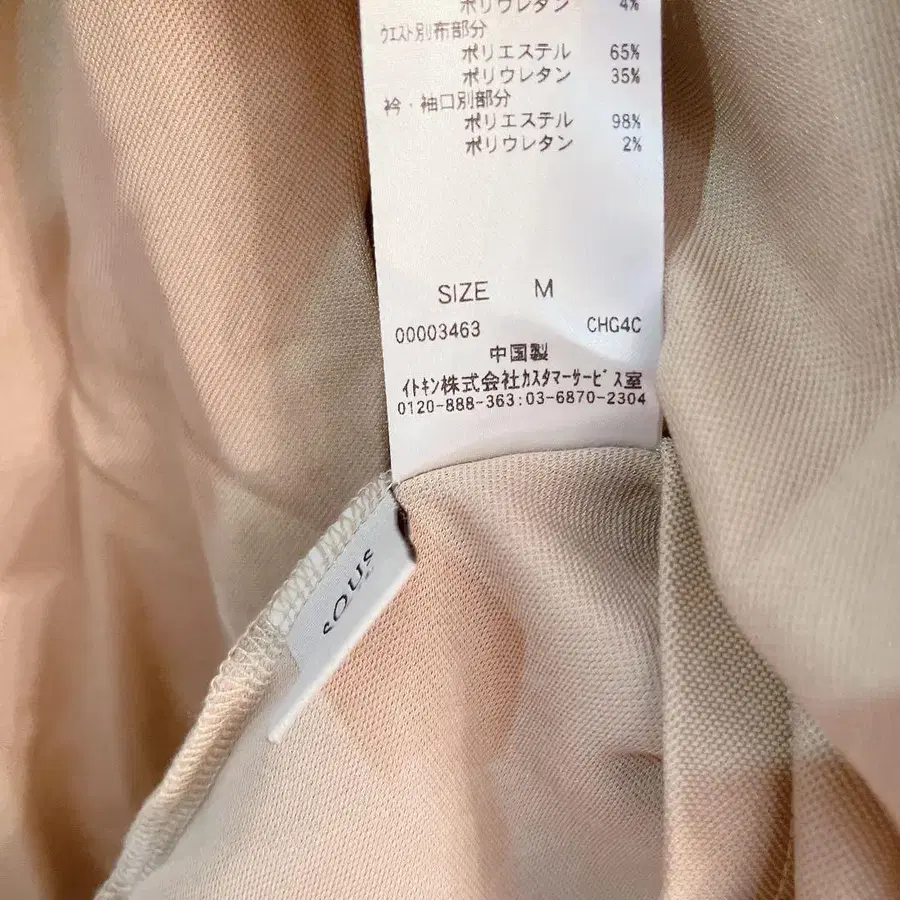 ポリウレタン 4%
ウエスト別布部分
ポリエステル 65%
ポリウレタン 35%
衿・袖口別部分
ポリエステル 98%
ポリウレタン 2%
SIZE M
00003463 CHG4C
中国製
イトキン株式会社カスタマーサービス室
0120-888-363:03-6870-2304
SOUS